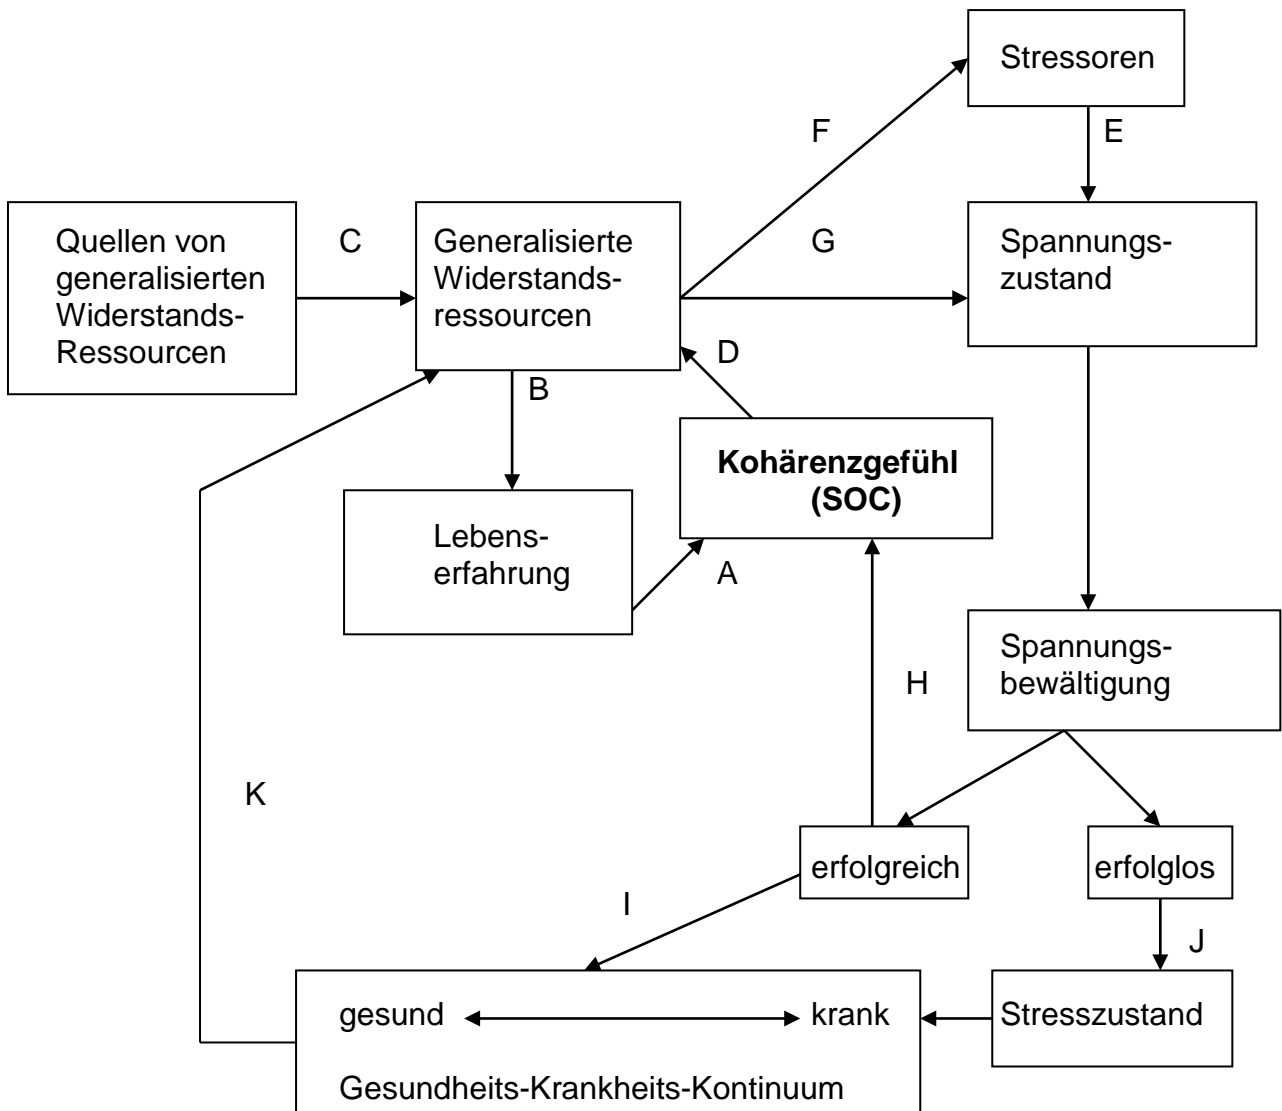 Stressoren
F
E
Quellen von
generalisierten
Widerstands-
Ressourcen
C
Generalisierte
Widerstands-
ressourcen
G
Spannungs-
zustand
D
B
Kohärenzgefühl
(SOC)
Lebens-
erfahrung
A
Spannungs-
bewältigung
H
K
erfolgreich
erfolglos
I
J
gesund
krank
Stresszustand
Gesundheits-Krankheits-Kontinuum